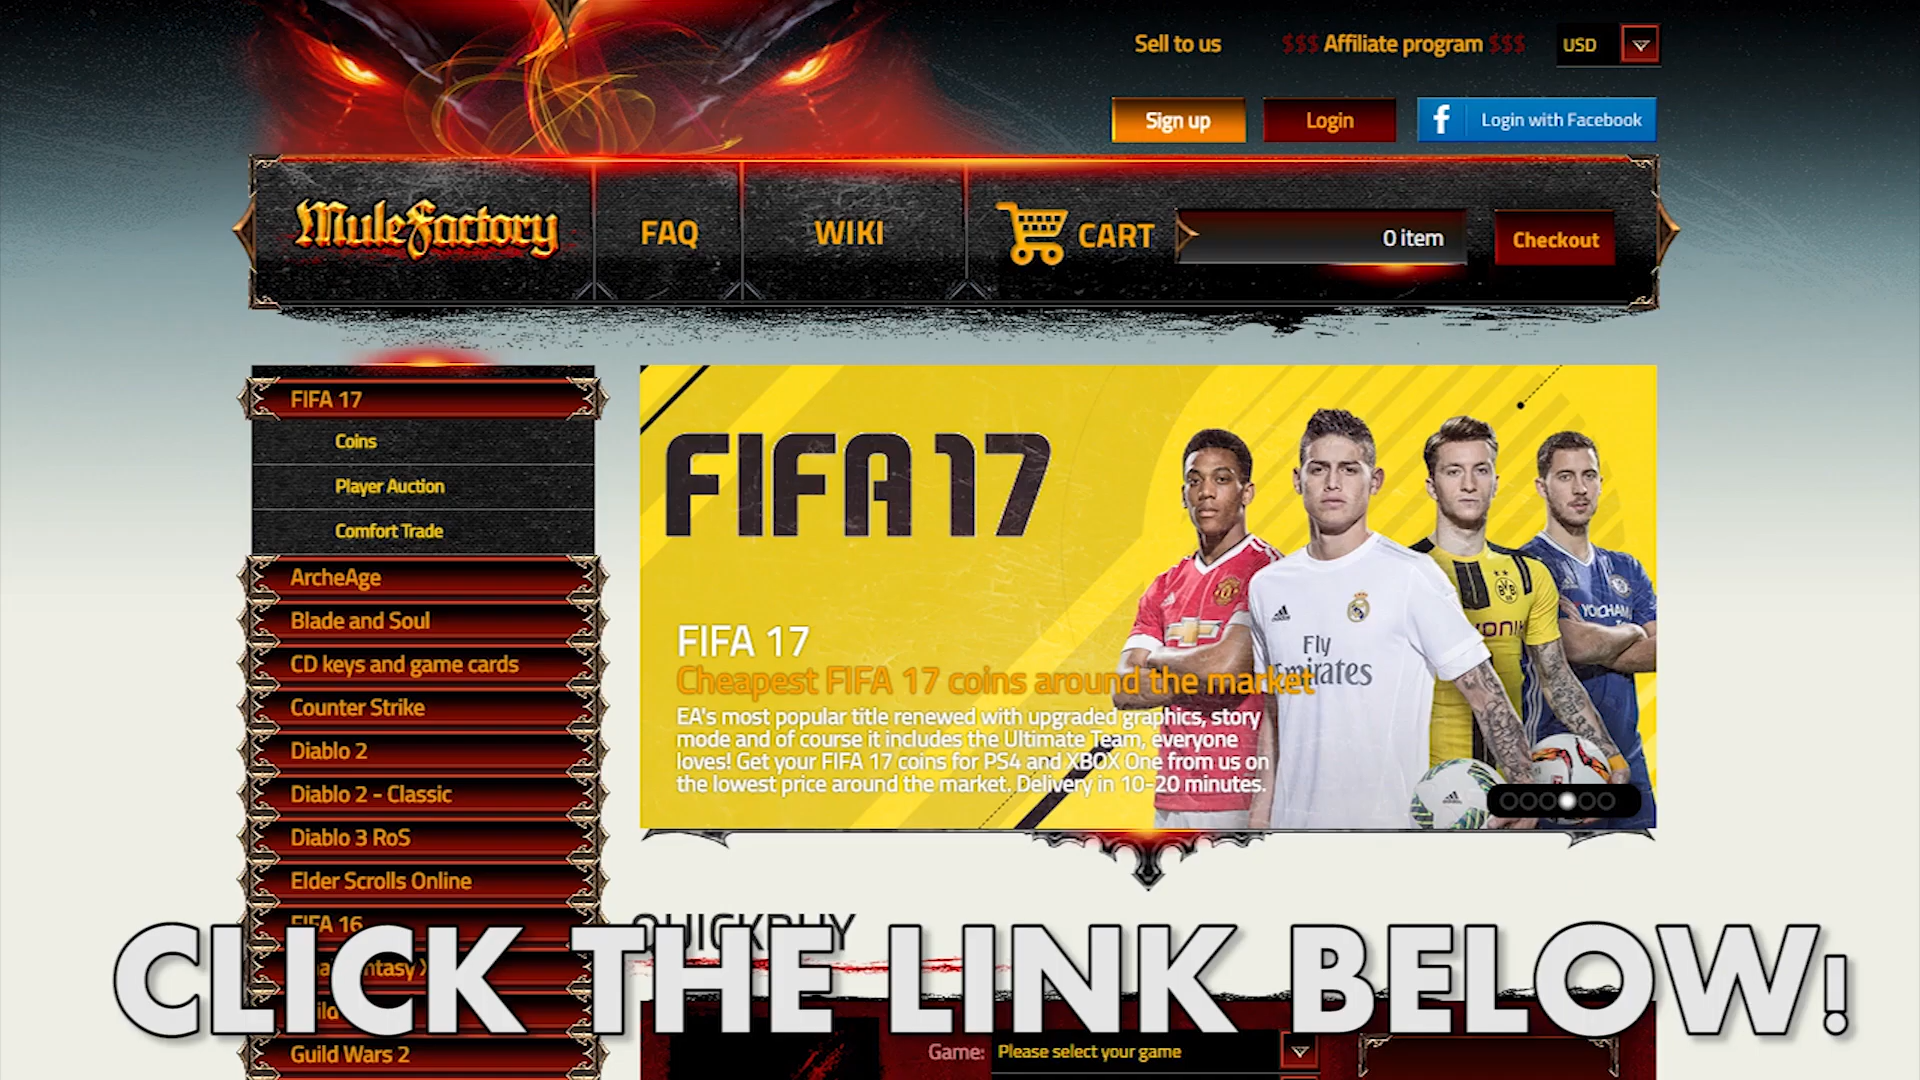 Sell to us
$$$ Affiliate program $$$
USD
Sign up
Login
f Login with Facebook
MuleFactory
FAQ
WIKI
CART
0 item
Checkout
FIFA 17
Coins
Player Auction
Comfort Trade
ArcheAge
Blade and Soul
CD keys and game cards
Counter Strike
Diablo 2
Diablo 2 - Classic
Diablo 3 RoS
Elder Scrolls Online
FIFA 16
Guild Wars 2
FIFA 17
FIFA 17
Cheapest FIFA 17 coins around the market
EA's most popular title renewed with upgraded graphics, story
mode and of course it includes the Ultimate Team, everyone
loves! Get your FIFA 17 coins for PS4 and XBOX One from us on
the lowest price around the market. Delivery in 10-20 minutes.
Fly
Emirates
YOKOHAMA
BVB
QUICKBUY
CLICK THE LINK BELOW!
Game: Please select your game